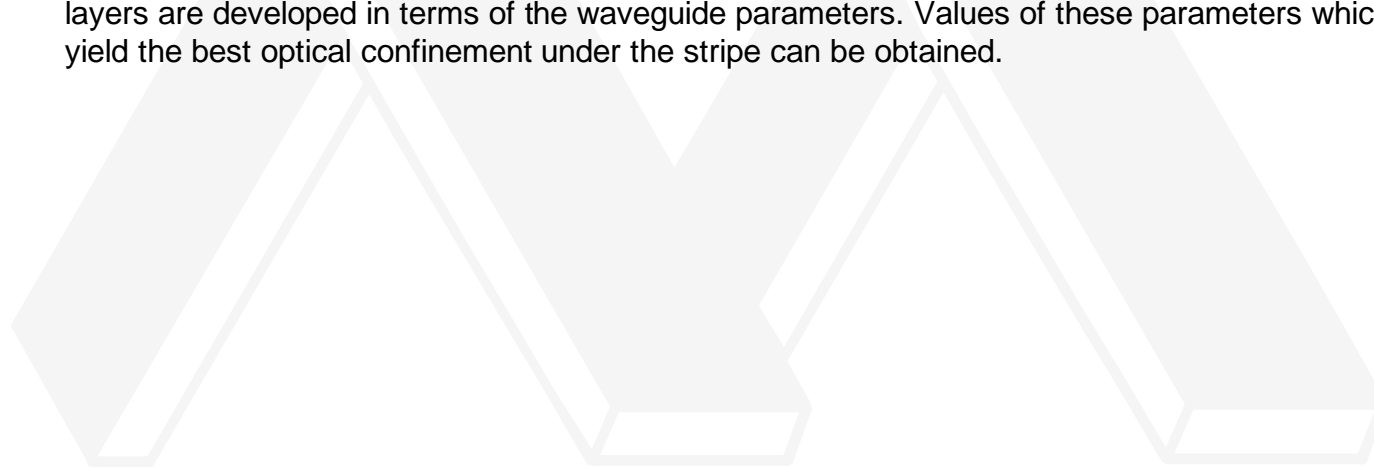 layers are developed in terms of the waveguide parameters. Values of these parameters whic
yield the best optical confinement under the stripe can be obtained.